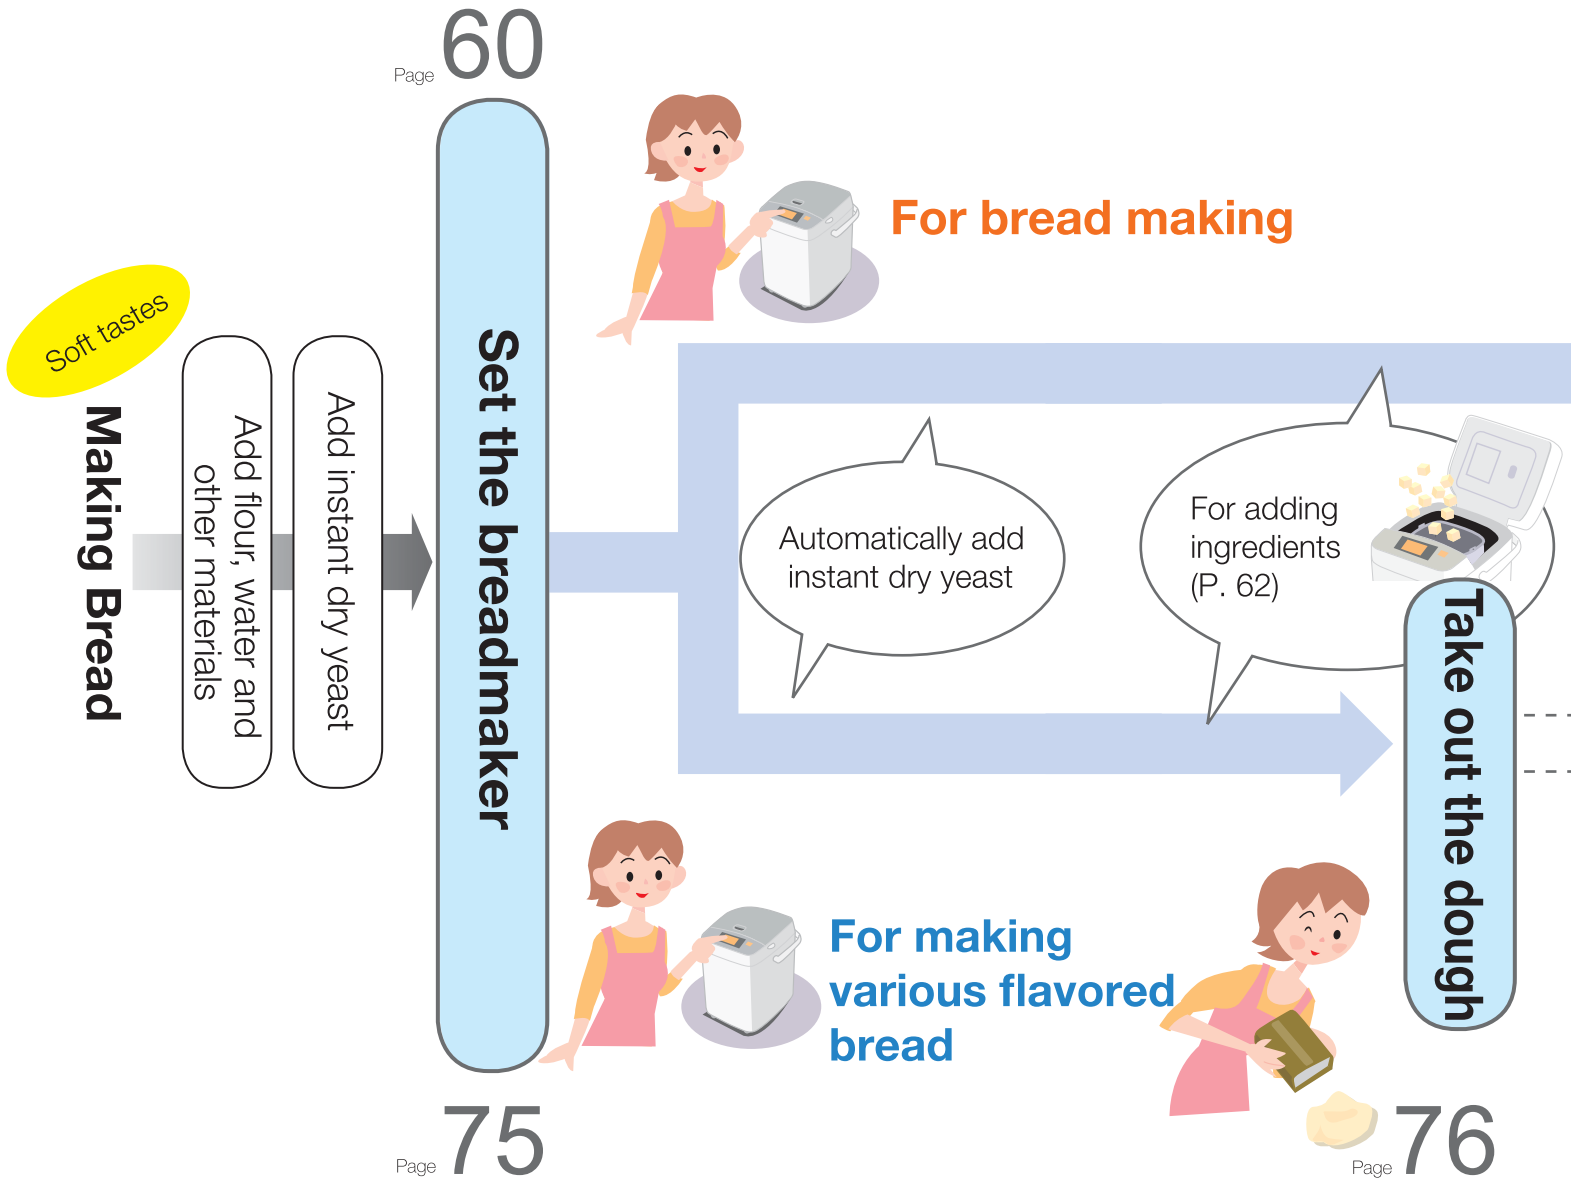 Page 60
Soft tastes
Making Bread
Add flour, water and
other materials
Add instant dry yeast
Set the breadmaker
For bread making
Automatically add
instant dry yeast
For adding
ingredients
(P. 62)
Take out the dough
For making
various flavored
bread
Page 75
Page 76